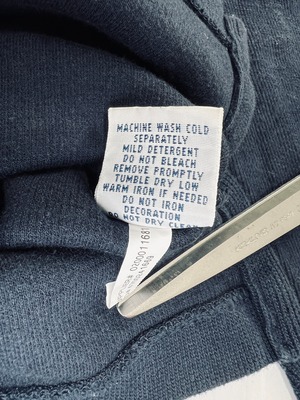 MACHINE WASH COLD
SEPARATELY
MILD DETERGENT
DO NOT BLEACH
REMOVE PROMPTLY
TUMBLE DRY LOW
WARM IRON IF NEEDED
DO NOT IRON
DECORATION
DO NOT DRY CLEAN